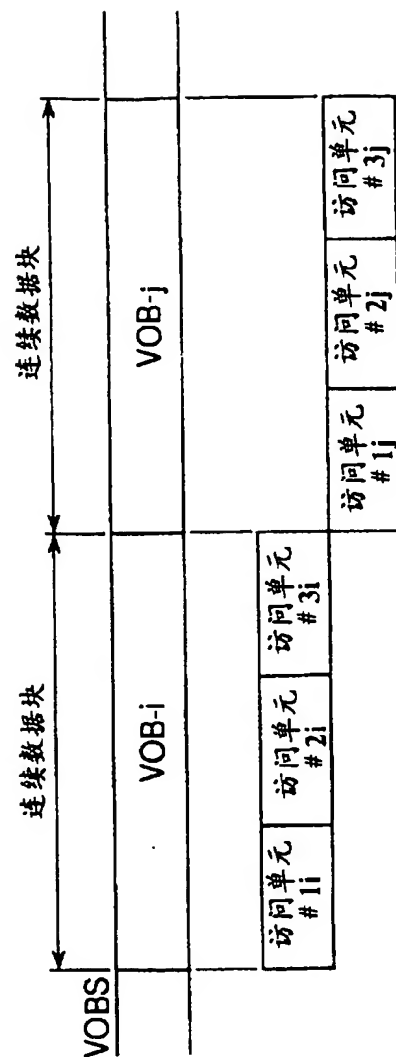 连续数据块
连续数据块
VOBS
VOB-i
VOB-j
访问单元
# 1i
访问单元
# 2i
访问单元
# 3i
访问单元
# 1j
访问单元
# 2j
访问单元
# 3j